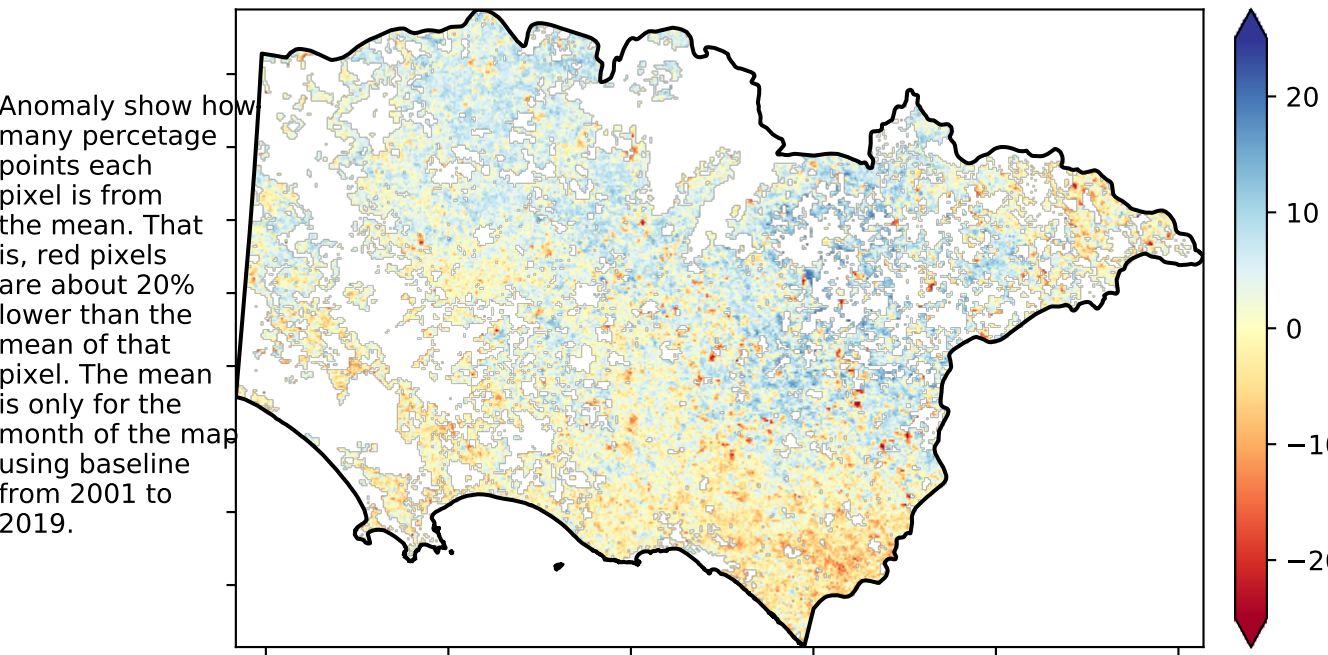 Anomaly show how
many percetage
points each
pixel is from
the mean. That
is, red pixels
are about 20%
lower than the
mean of that
pixel. The mean
is only for the
month of the map
using baseline
from 2001 to
2019.
20
10
0
−10
−20